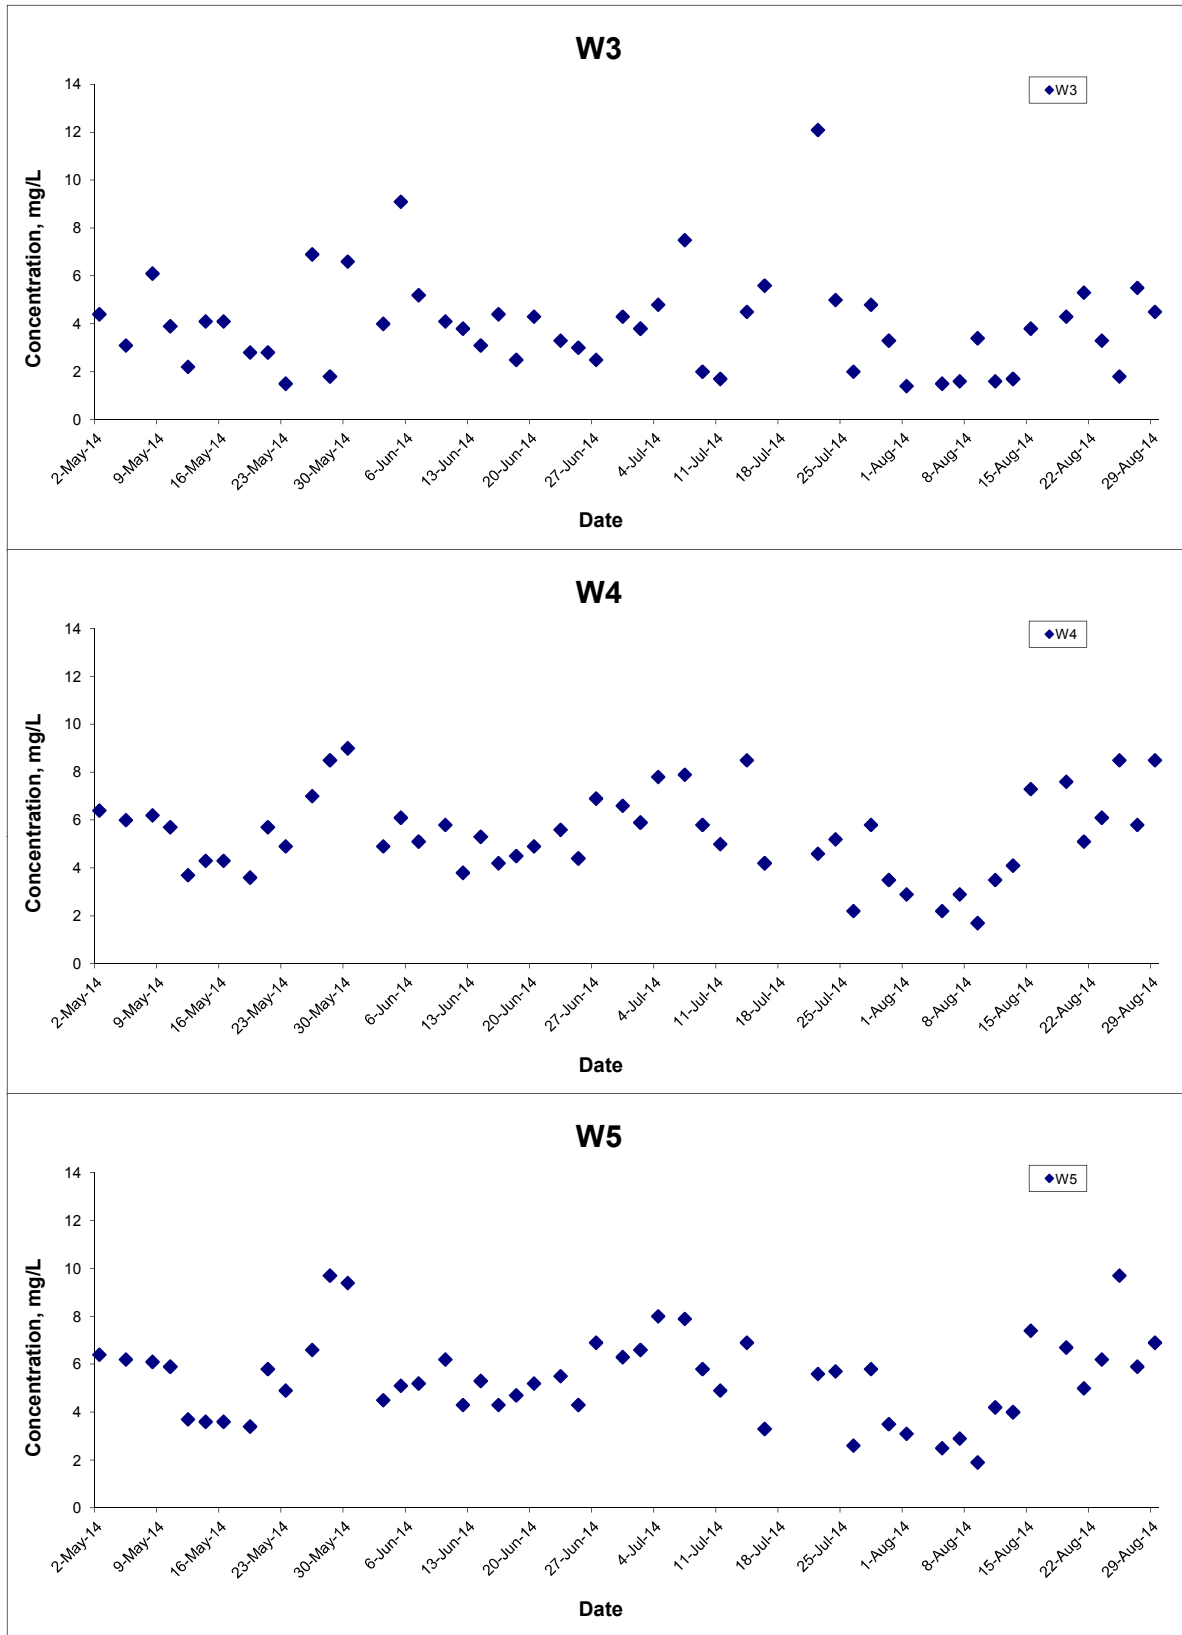 W3
W3
14
12
10
8
6
4
2
0
Concentration, mg/L
2-May-14 9-May-14 16-May-14 23-May-14 30-May-14 6-Jun-14 13-Jun-14 20-Jun-14 27-Jun-14 4-Jul-14 11-Jul-14 18-Jul-14 25-Jul-14 1-Aug-14 8-Aug-14 15-Aug-14 22-Aug-14 29-Aug-14
Date
W4
W4
14
12
10
8
6
4
2
0
Concentration, mg/L
2-May-14 9-May-14 16-May-14 23-May-14 30-May-14 6-Jun-14 13-Jun-14 20-Jun-14 27-Jun-14 4-Jul-14 11-Jul-14 18-Jul-14 25-Jul-14 1-Aug-14 8-Aug-14 15-Aug-14 22-Aug-14 29-Aug-14
Date
W5
W5
14
12
10
8
6
4
2
0
Concentration, mg/L
2-May-14 9-May-14 16-May-14 23-May-14 30-May-14 6-Jun-14 13-Jun-14 20-Jun-14 27-Jun-14 4-Jul-14 11-Jul-14 18-Jul-14 25-Jul-14 1-Aug-14 8-Aug-14 15-Aug-14 22-Aug-14 29-Aug-14
Date